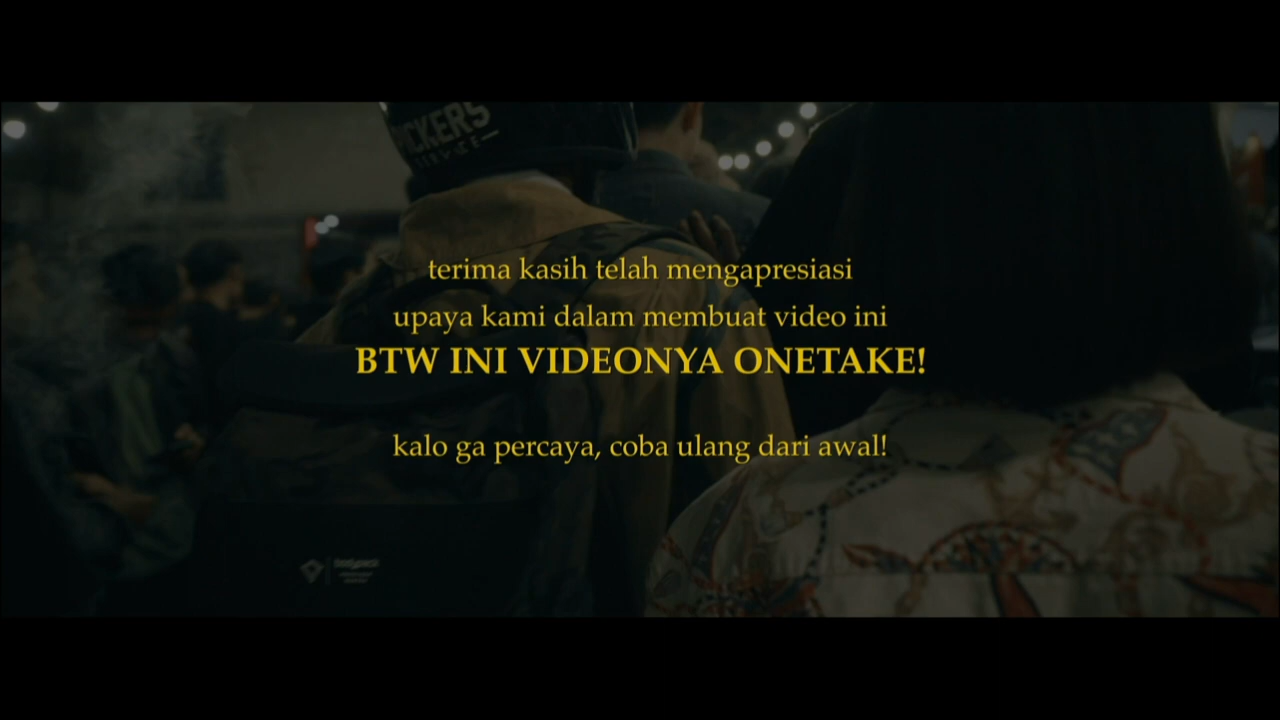 terima kasih telah mengapresiasi
upaya kami dalam membuat video ini
BTW INI VIDEONYA ONETAKE!
kalo ga percaya, coba ulang dari awal!
bodypack